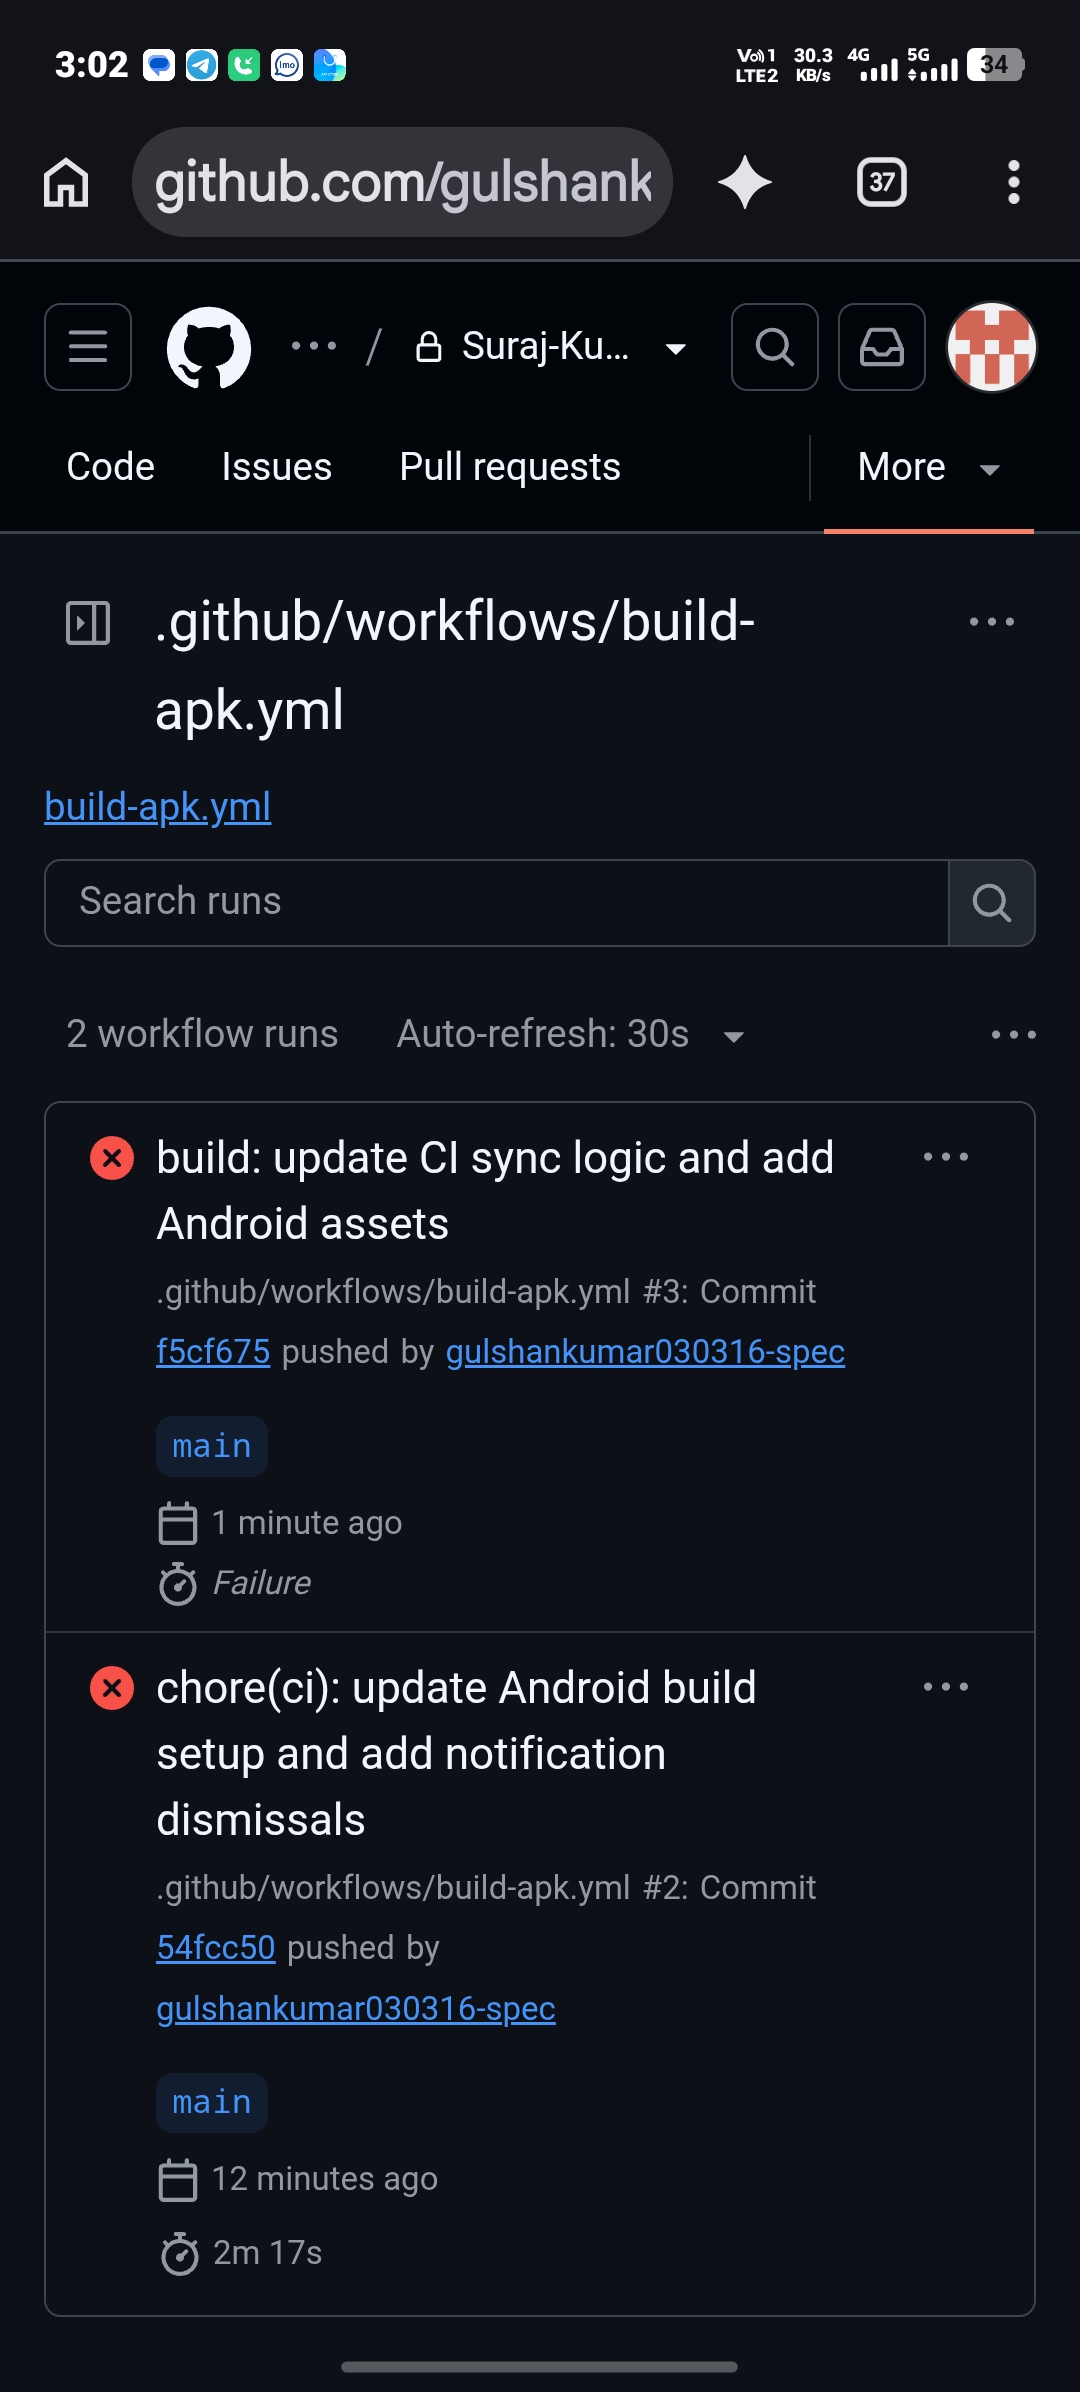 3:02
imo
Vo)) 1
LTE2
30.3
KB/s
4G
5G
34
github.com/gulshank
37
Suraj-Ku...
Code
Issues
Pull requests
More
.github/workflows/build-
apk.yml
build-apk.yml
Search runs
2 workflow runs
Auto-refresh: 30s
build: update CI sync logic and add
Android assets
.github/workflows/build-apk.yml #3: Commit
f5cf675 pushed by gulshankumar030316-spec
main
1 minute ago
Failure
chore(ci): update Android build
setup and add notification
dismissals
.github/workflows/build-apk.yml #2: Commit
54fcc50 pushed by
gulshankumar030316-spec
main
12 minutes ago
2m 17s